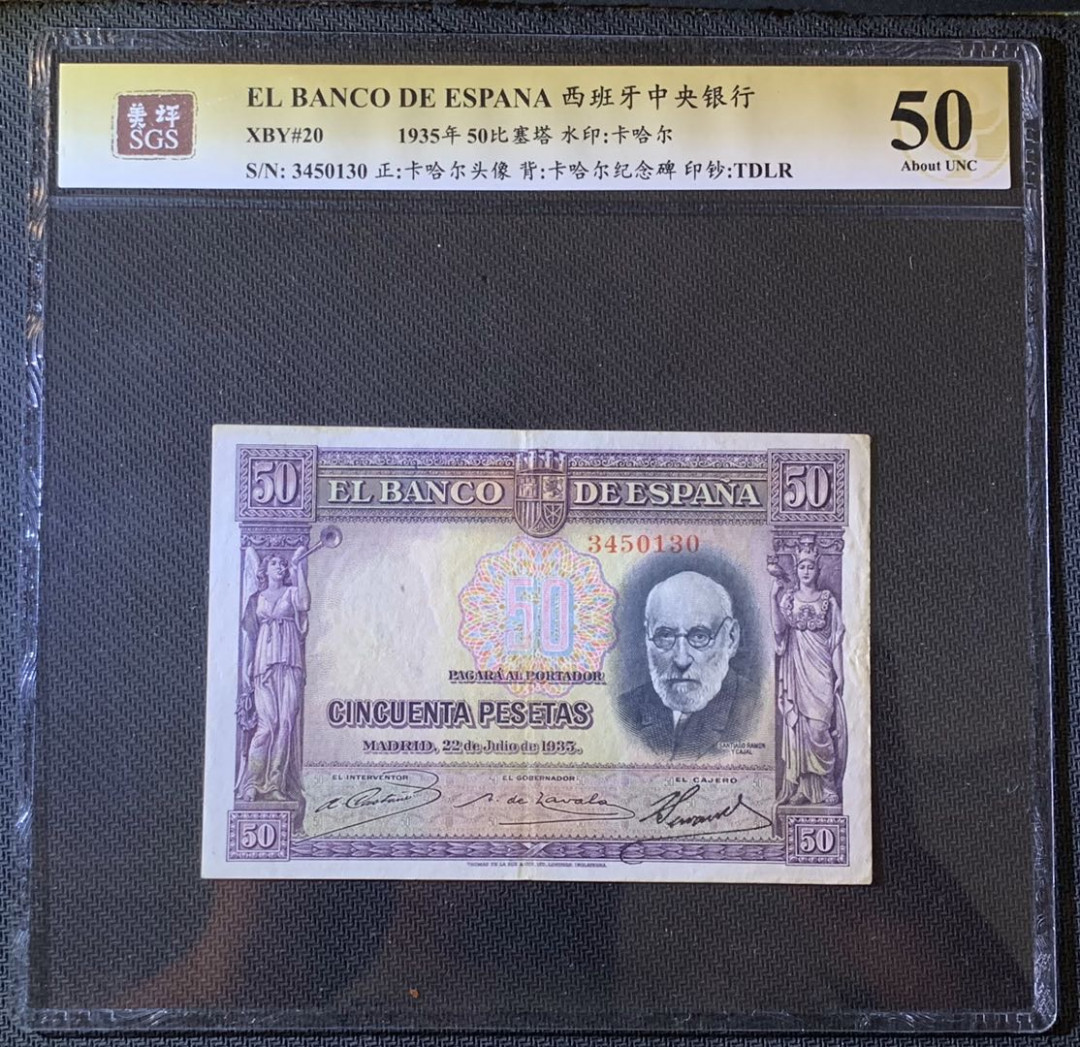 美评
SGS
EL BANCO DE ESPANA 西班牙中央银行
XBY#20 1935年 50比塞塔 水印:卡哈尔
S/N: 3450130 正:卡哈尔头像 背:卡哈尔纪念碑 印钞:TDLR
50
About UNC
50 EL BANCO DE ESPAÑA 50
3450130
50
PAGARÁ AL PORTADOR
CINCUENTA PESETAS
MADRID, 22 de Julio de 1935.
SANTIAGO RAMON
Y CAJAL
EL INTERVENTOR EL GOBERNADOR EL CAJERO
50 50